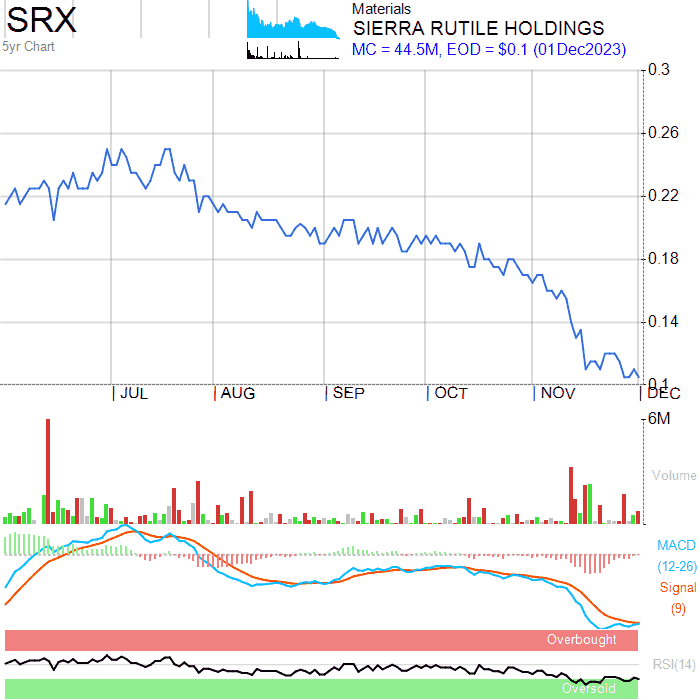 SRX
5yr Chart
Materials
SIERRA RUTILE HOLDINGS
MC = 44.5M, EOD = $0.1 (01Dec2023)
0.3
0.26
0.22
0.18
0.14
0.1
JUL AUG SEP OCT NOV DEC
6M
Volume
MACD
(12-26)
Signal
(9)
Overbought
RSI(14)
Oversold